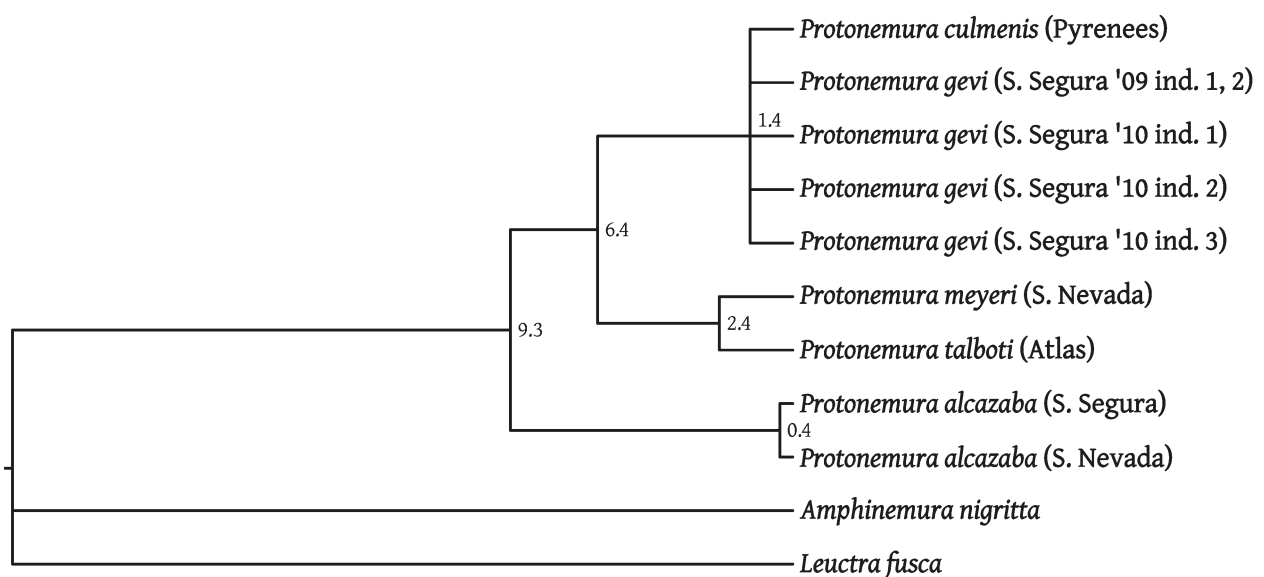 Protonemura culmenis (Pyrenees)
Protonemura gevi (S. Segura '09 ind. 1, 2)
1.4
Protonemura gevi (S. Segura '10 ind. 1)
Protonemura gevi (S. Segura '10 ind. 2)
6.4
Protonemura gevi (S. Segura '10 ind. 3)
Protonemura meyeri (S. Nevada)
2.4
9.3
Protonemura talboti (Atlas)
Protonemura alcazaba (S. Segura)
0.4
Protonemura alcazaba (S. Nevada)
Amphinemura nigritta
Leuctra fusca